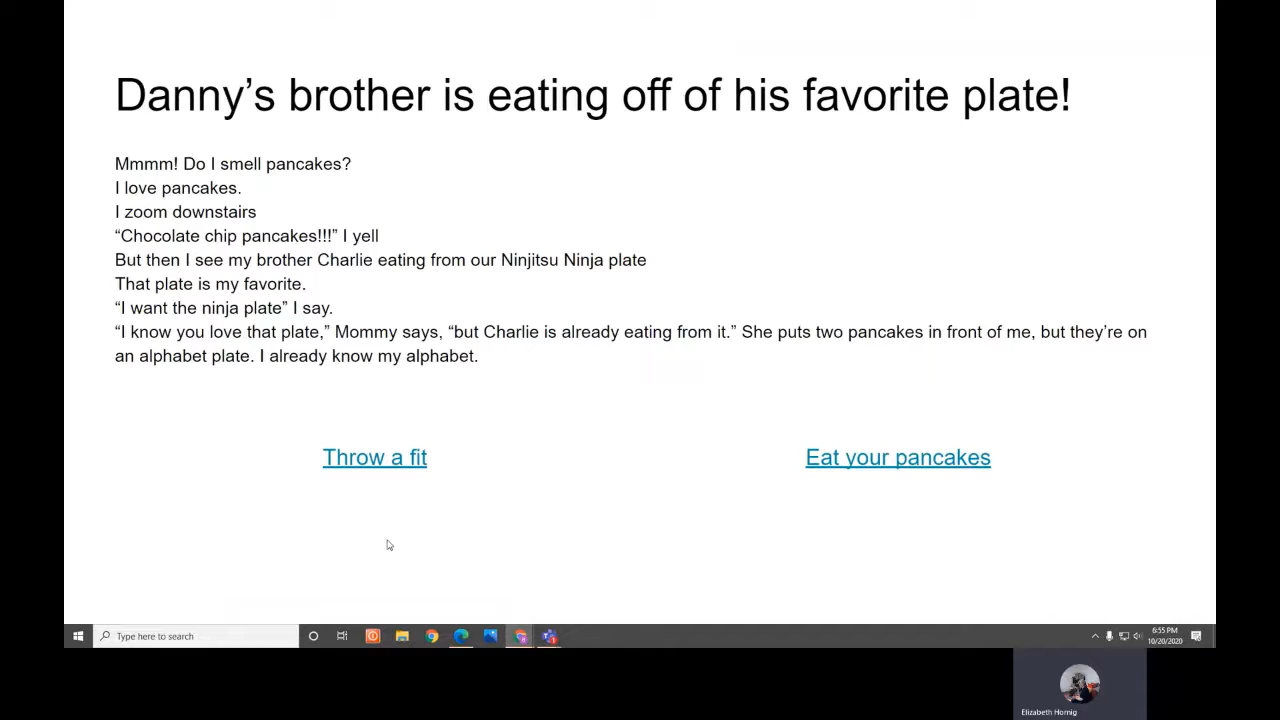 Danny’s brother is eating off of his favorite plate!
Mmmm! Do I smell pancakes?
I love pancakes.
I zoom downstairs
“Chocolate chip pancakes!!!” I yell
But then I see my brother Charlie eating from our Ninjitsu Ninja plate
That plate is my favorite.
“I want the ninja plate” I say.
“I know you love that plate,” Mommy says, “but Charlie is already eating from it.” She puts two pancakes in front of me, but they’re on
an alphabet plate. I already know my alphabet.
Throw a fit
Eat your pancakes
Type here to search
6:55 PM
10/20/2020
Elizabeth Hornig